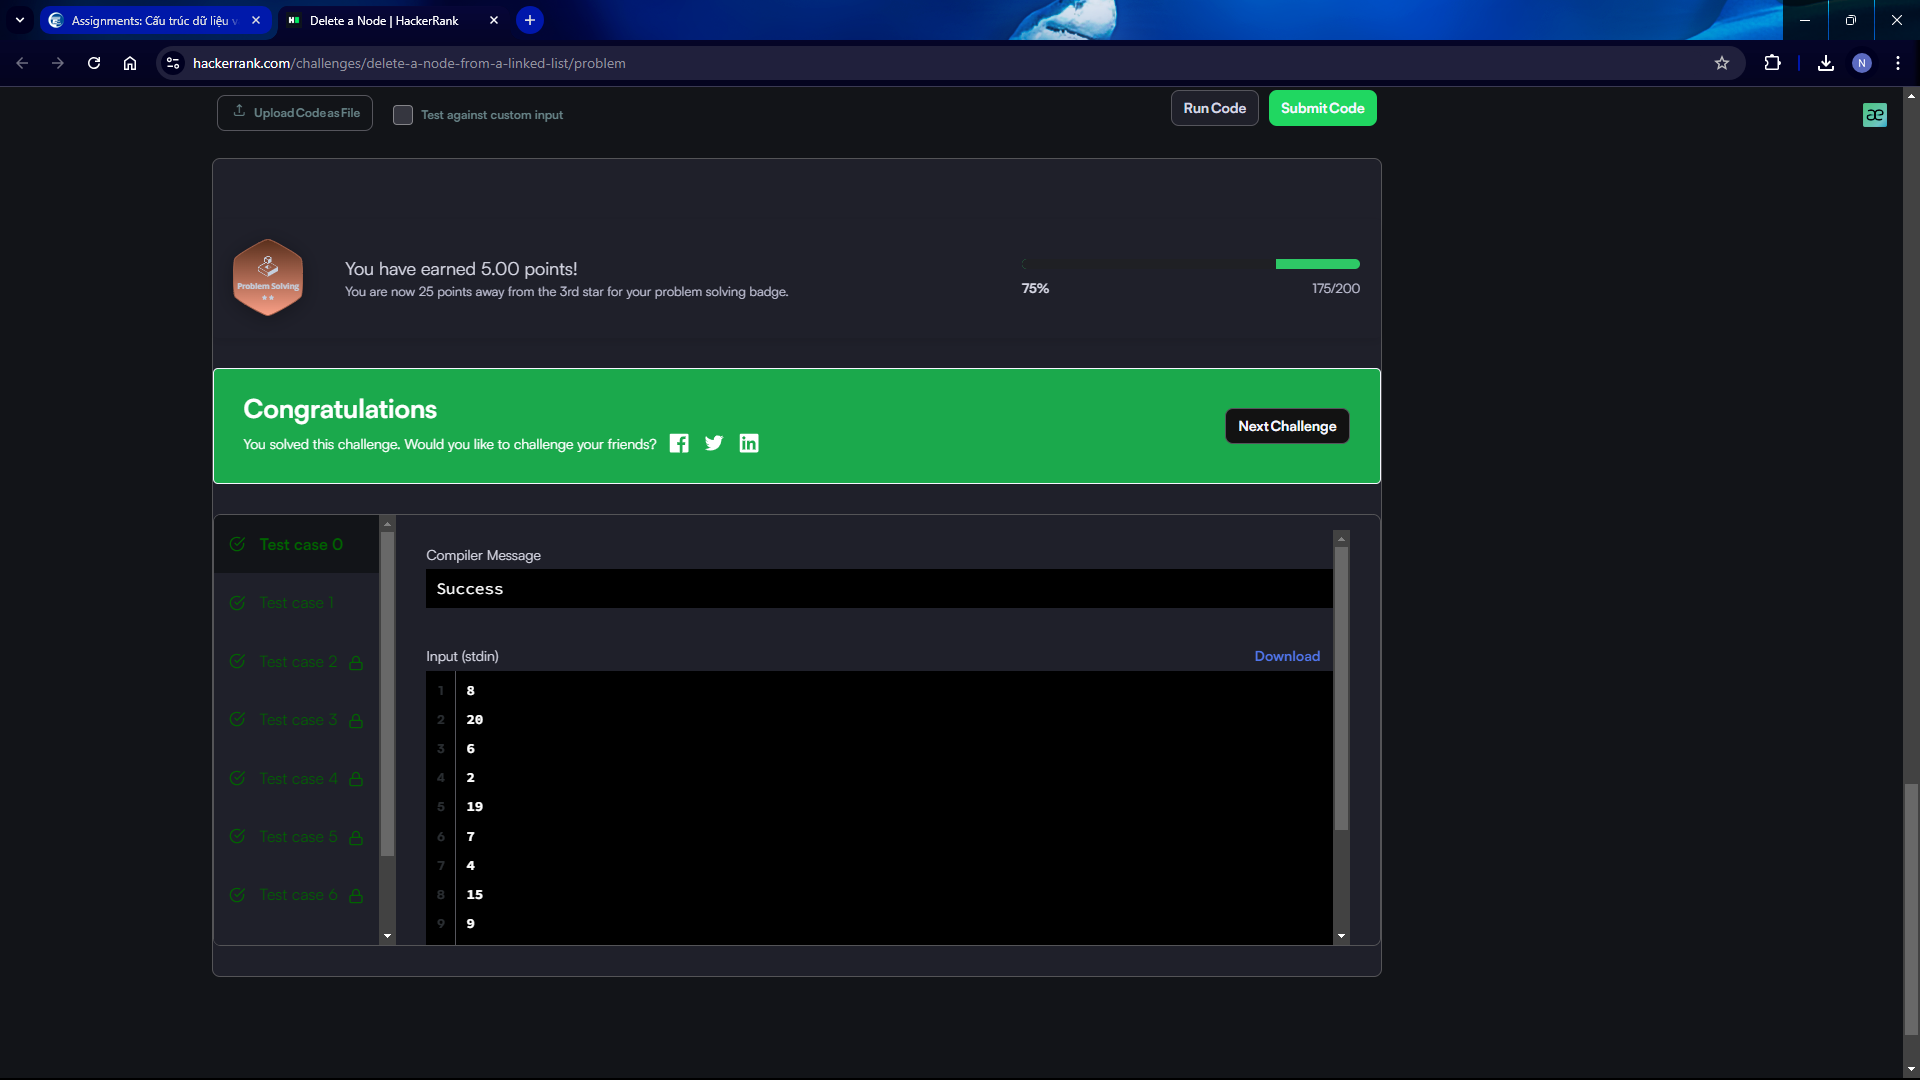 Assignments: Cấu trúc dữ liệu v
Delete a Node | HackerRank
hackerrank.com/challenges/delete-a-node-from-a-linked-list/problem
N
Upload Code as File
Test against custom input
Run Code
Submit Code
æ
Problem Solving
You have earned 5.00 points!
You are now 25 points away from the 3rd star for your problem solving badge.
75%
175/200
Congratulations
You solved this challenge. Would you like to challenge your friends?
Next Challenge
Test case 0
Test case 1
Test case 2
Test case 3
Test case 4
Test case 5
Test case 6
Compiler Message
Success
Input (stdin)
Download
1 8
2 20
3 6
4 2
5 19
6 7
7 4
8 15
9 9